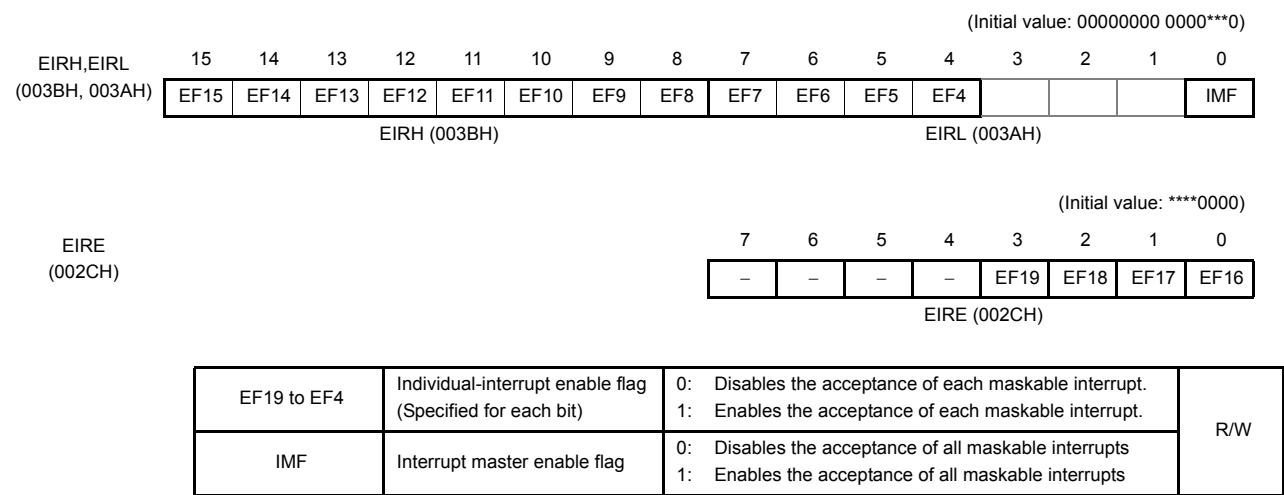 (Initial value: 00000000 0000***0)
EIRH,EIRL
(003BH, 003AH)
15 14 13 12 11 10 9 8 7 6 5 4 3 2 1 0
EF15 EF14 EF13 EF12 EF11 EF10 EF9 EF8 EF7 EF6 EF5 EF4 IMF
EIRH (003BH) EIRL (003AH)
(Initial value: ****0000)
EIRE
(002CH)
7 6 5 4 3 2 1 0
– – – – EF19 EF18 EF17 EF16
EIRE (002CH)
EF19 to EF4
Individual-interrupt enable flag
(Specified for each bit)
0: Disables the acceptance of each maskable interrupt.
1: Enables the acceptance of each maskable interrupt.
R/W
IMF
Interrupt master enable flag
0: Disables the acceptance of all maskable interrupts
1: Enables the acceptance of all maskable interrupts